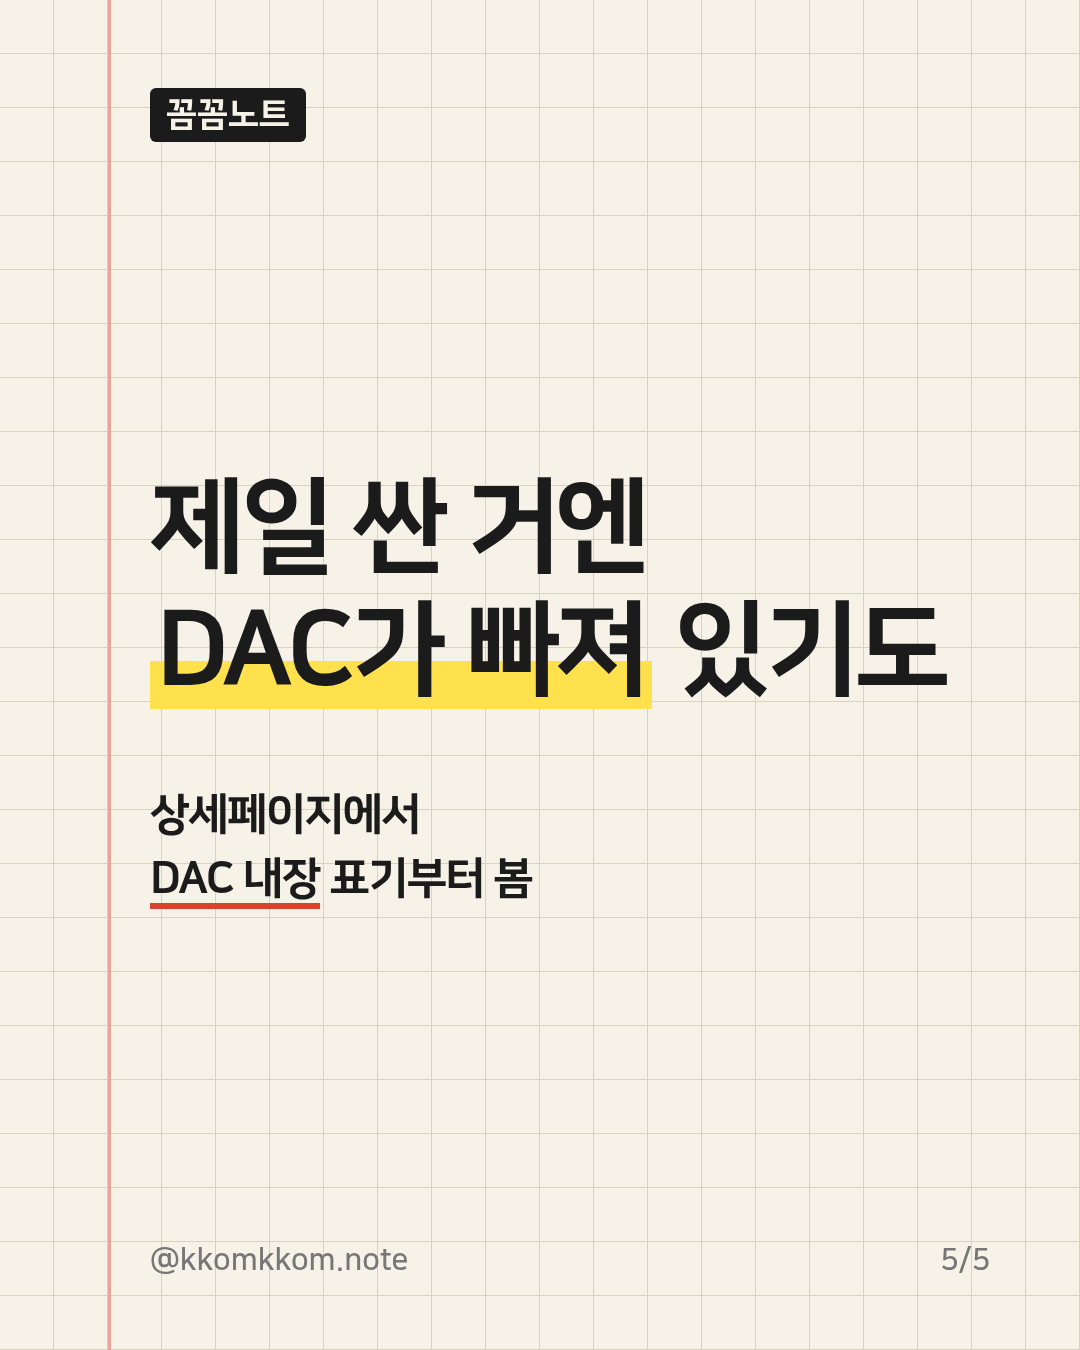 꼼꼼노트
제일 싼 거엔
DAC가 빠져 있기도
상세페이지에서
DAC 내장 표기부터 봄
@kkomkkom.note
5/5